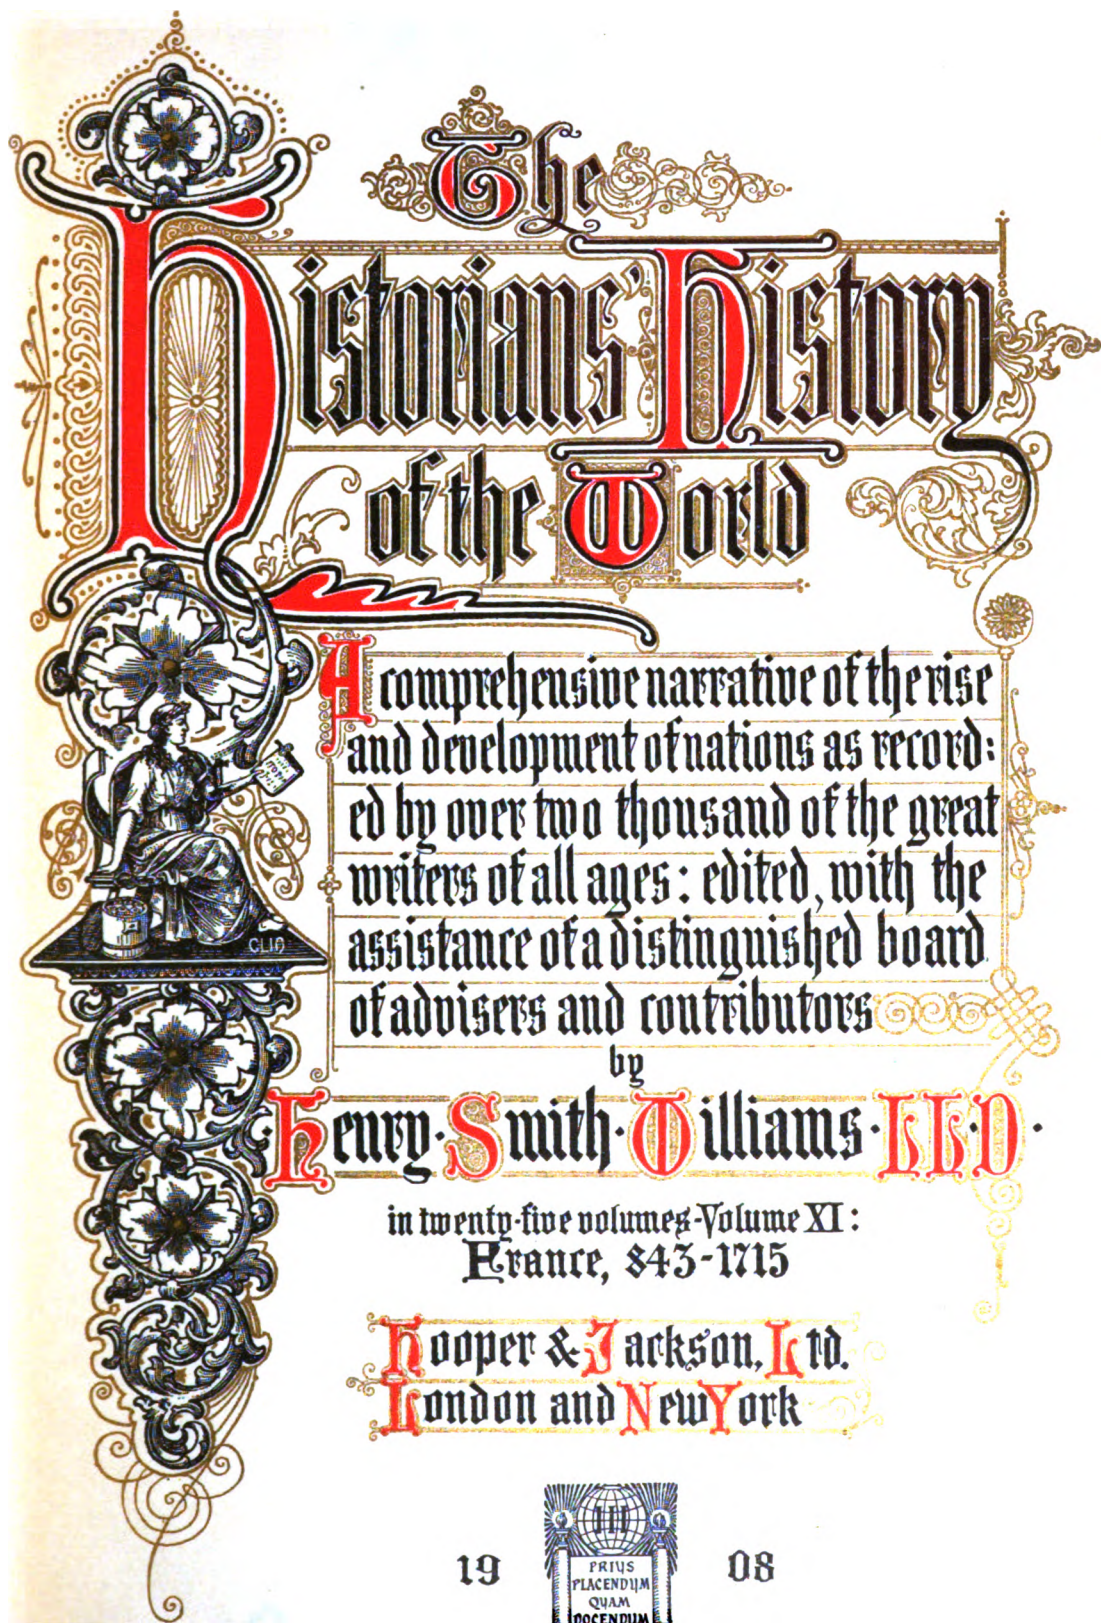 The
Historians' History
of the World
A comprehensive narrative of the rise
and development of nations as record:
ed by over two thousand of the great
writers of all ages: edited, with the
assistance of a distinguished board
of advisers and contributors
by
Henry · Smith · Williams · LL.D ·
in twenty-five volumes-Volume XI:
France, 843-1715
Hooper & Jackson, Ltd.
London and New York
CLIO
19 08
PRIUS
PLACENDUM
QUAM
DOCENDUM